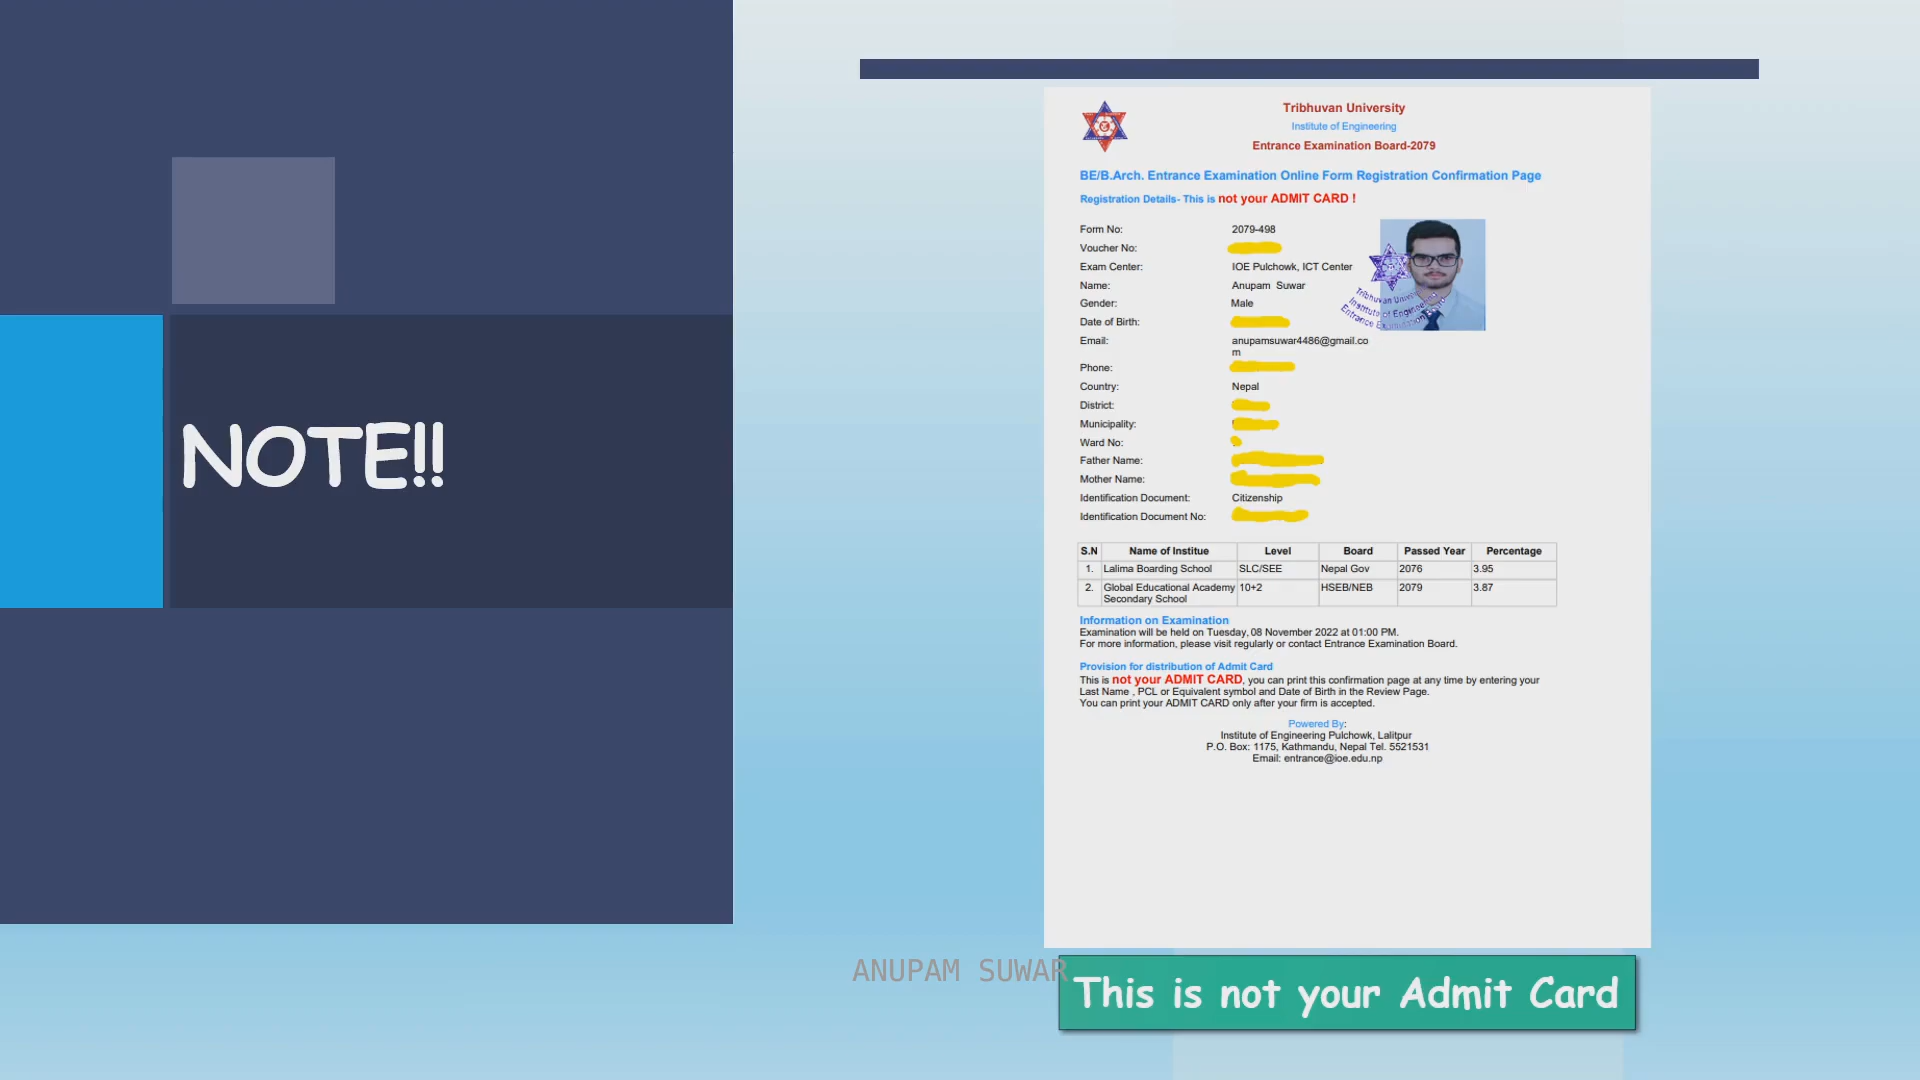 NOTE!!
Tribhuvan University
Institute of Engineering
Entrance Examination Board-2079
BE/B.Arch. Entrance Examination Online Form Registration Confirmation Page
Registration Details- This is not your ADMIT CARD !
Form No: 2079-498
Voucher No:
Exam Center: IOE Pulchowk, ICT Center
Name: Anupam Suwar
Gender: Male
Date of Birth:
Email: anupamsuwar4486@gmail.co
m
Phone:
Country: Nepal
District:
Municipality:
Ward No:
Father Name:
Mother Name:
Identification Document: Citizenship
Identification Document No:
Tribhuvan
Institute of
Entrance
S.N Name of Institue Level Board Passed Year Percentage
1. Lalima Boarding School SLC/SEE Nepal Gov 2076 3.95
2. Global Educational Academy 10+2 HSEB/NEB 2079 3.87
Secondary School
Information on Examination
Examination will be held on Tuesday, 08 November 2022 at 01:00 PM.
For more information, please visit regularly or contact Entrance Examination Board.
Provision for distribution of Admit Card
This is not your ADMIT CARD, you can print this confirmation page at any time by entering your
Last Name , PCL or Equivalent symbol and Date of Birth in the Review Page.
You can print your ADMIT CARD only after your firm is accepted.
Powered By:
Institute of Engineering Pulchowk, Lalitpur
P.O. Box: 1175, Kathmandu, Nepal Tel. 5521531
Email: entrance@ioe.edu.np
ANUPAM SUWAR
This is not your Admit Card